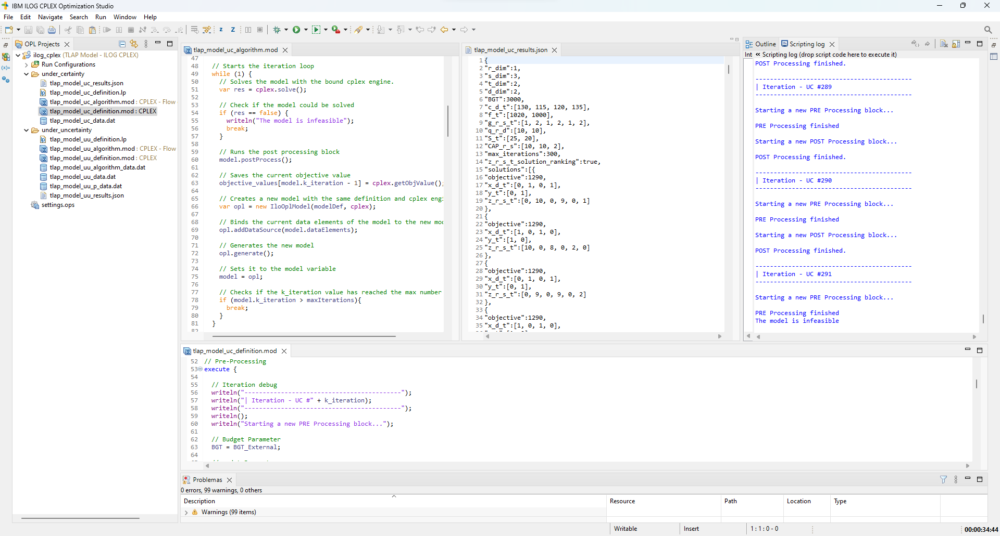 IBM ILOG CPLEX Optimization Studio
File Edit Navigate Search Run Window Help
OPL Projects
ilog_cplex (TLAP Model - ILOG CPLEX)
Run Configurations
under_certainty
tlap_model_uc_results.json
tlap_model_uc_definition.lp
tlap_model_uc_algorithm.mod : CPLEX - Flow
tlap_model_uc_definition.mod : CPLEX
tlap_model_uc_data.dat
under_uncertainty
tlap_model_uu_definition.lp
tlap_model_uu_algorithm.mod : CPLEX - Flow
tlap_model_uu_definition.mod : CPLEX
tlap_model_uu_algorithm_data.dat
tlap_model_uu_data.dat
tlap_model_uu_p_data.dat
tlap_model_uu_results.json
settings.ops
tlap_model_uc_algorithm.mod
47
48 // Starts the iteration loop
49 while (1) {
50 // Solves the model with the bound cplex engine.
51 var res = cplex.solve();
52
53 // Check if the model could be solved
54 if (res == false) {
55 writeln("The model is infeasible");
56 break;
57 }
58
59 // Runs the post processing block
60 model.postProcess();
61
62 // Saves the current objective value
63 objective_values[model.k_iteration - 1] = cplex.getObjValue();
64
65 // Creates a new model with the same definition and cplex eng
66 var opl = new IloOplModel(modelDef, cplex);
67
68 // Binds the current data elements of the model to the new mo
69 opl.addDataSource(model.dataElements);
70
71 // Generates the new model
72 opl.generate();
73
74 // Sets it to the model variable
75 model = opl;
76
77 // Checks if the k_iteration value has reached the max number
78 if (model.k_iteration > maxIterations){
79 break;
80 }
81 }
82
tlap_model_uc_results.json
1 {
2 "r_dim":1,
3 "s_dim":3,
4 "t_dim":2,
5 "d_dim":2,
6 "BGT":3000,
7 "c_d_t":[130, 115, 120, 135],
8 "f_t":[1020, 1000],
9 "g_r_s_t":[1, 2, 1, 2, 1, 2],
10 "q_r_d":[10, 10],
11 "S_t":[25, 20],
12 "CAP_r_s":[10, 10, 2],
13 "max_iterations":300,
14 "z_r_s_t_solution_ranking":true,
15 "solutions":[{
16 "objective":1290,
17 "x_d_t":[0, 1, 0, 1],
18 "y_t":[0, 1],
19 "z_r_s_t":[0, 10, 0, 9, 0, 1]
20 },
21 {
22 "objective":1290,
23 "x_d_t":[1, 0, 1, 0],
24 "y_t":[1, 0],
25 "z_r_s_t":[10, 0, 8, 0, 2, 0]
26 },
27 {
28 "objective":1290,
29 "x_d_t":[0, 1, 0, 1],
30 "y_t":[0, 1],
31 "z_r_s_t":[0, 9, 0, 9, 0, 2]
32 },
33 {
34 "objective":1290,
35 "x_d_t":[1, 0, 1, 0],
Outline Scripting log
Int « Scripting log (drop script code here to execute it)
POST Processing finished.
-------------------------------------------
| Iteration - UC #289
-------------------------------------------
Starting a new PRE Processing block...
PRE Processing finished
Starting a new POST Processing block...
POST Processing finished.
-------------------------------------------
| Iteration - UC #290
-------------------------------------------
Starting a new PRE Processing block...
PRE Processing finished
Starting a new POST Processing block...
POST Processing finished.
-------------------------------------------
| Iteration - UC #291
-------------------------------------------
Starting a new PRE Processing block...
PRE Processing finished
The model is infeasible
tlap_model_uc_definition.mod
52 // Pre-Processing
53 execute {
54
55 // Iteration debug
56 writeln("-------------------------------------------");
57 writeln("| Iteration - UC #" + k_iteration);
58 writeln("-------------------------------------------");
59 writeln();
60 writeln("Starting a new PRE Processing block...");
61
62 // Budget Parameter
63 BGT = BGT_External;
64
Problemas
0 errors, 99 warnings, 0 others
Description Resource Path Location Type
Warnings (99 items)
Writable Insert 1 : 1 : 0 - 0 00:00:34:44